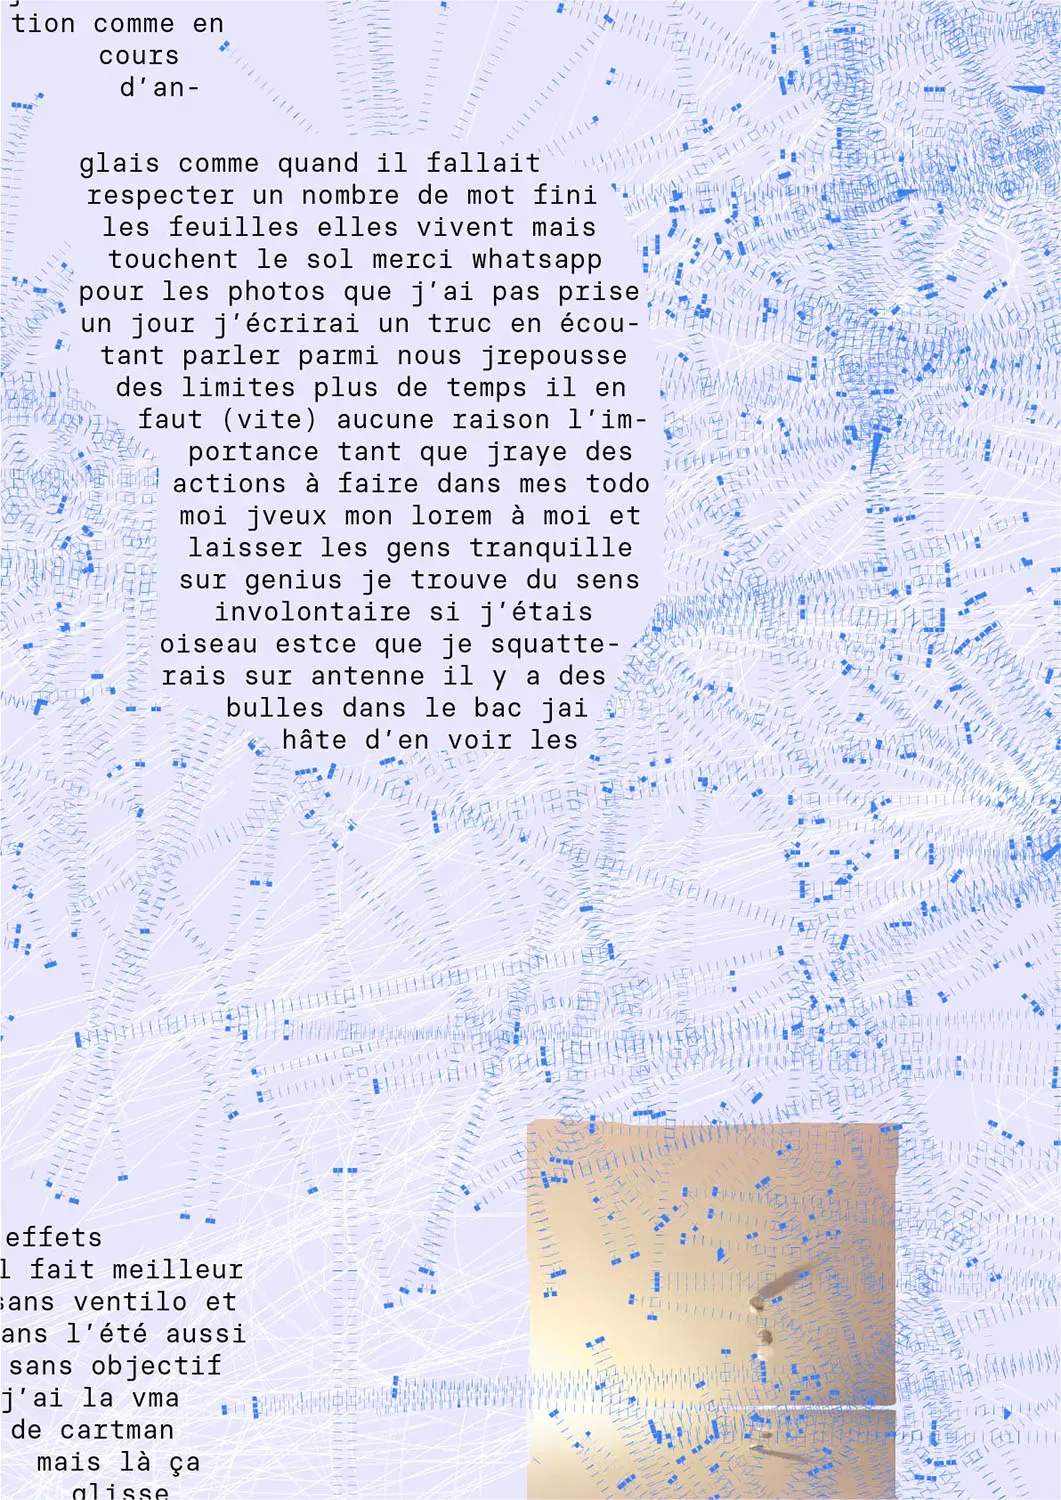 tion comme en
cours
d’an-
glais comme quand il fallait
respecter un nombre de mot fini
les feuilles elles vivent mais
touchent le sol merci whatsapp
pour les photos que j’ai pas prise
un jour j’écrirai un truc en écou-
tant parler parmi nous jrepousse
des limites plus de temps il en
faut (vite) aucune raison l’im-
portance tant que jraye des
actions à faire dans mes todo
moi jveux mon lorem à moi et
laisser les gens tranquille
sur genius je trouve du sens
involontaire si j’étais
oiseau estce que je squatte-
rais sur antenne il y a des
bulles dans le bac jai
hâte d’en voir les
effets
l fait meilleur
sans ventilo et
ans l’été aussi
sans objectif
j’ai la vma
de cartman
mais là ça
glisse